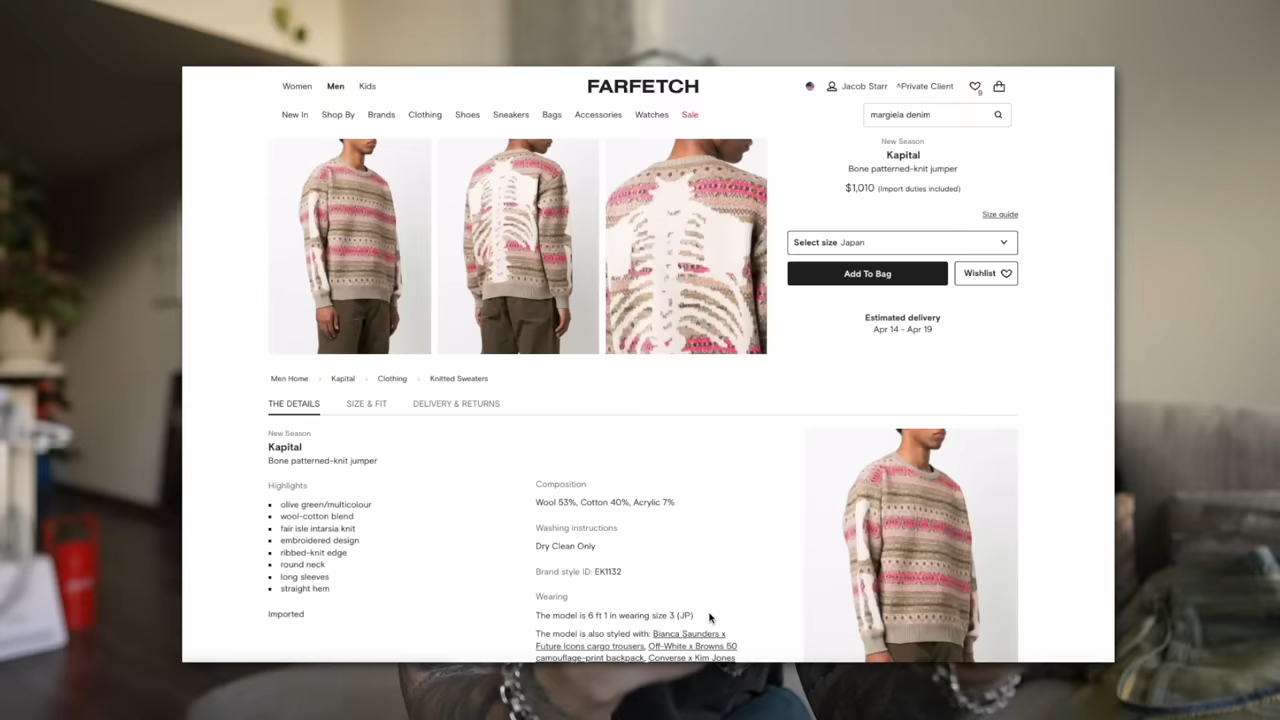 Women Men Kids
FARFETCH
Jacob Starr ^Private Client
9
New In Shop By Brands Clothing Shoes Sneakers Bags Accessories Watches Sale
margiela denim
New Season
Kapital
Bone patterned-knit jumper
$1,010 (Import duties included)
Size guide
Select size Japan
Add To Bag
Wishlist
Estimated delivery
Apr 14 - Apr 19
Men Home › Kapital › Clothing › Knitted Sweaters
THE DETAILS SIZE & FIT DELIVERY & RETURNS
New Season
Kapital
Bone patterned-knit jumper
Highlights
olive green/multicolour
wool-cotton blend
fair isle intarsia knit
embroidered design
ribbed-knit edge
round neck
long sleeves
straight hem
Imported
Composition
Wool 53%, Cotton 40%, Acrylic 7%
Washing instructions
Dry Clean Only
Brand style ID: EK1132
Wearing
The model is 6 ft 1 in wearing size 3 (JP)
The model is also styled with: Bianca Saunders x
Future Icons cargo trousers, Off-White x Browns 50
camouflage-print backpack, Converse x Kim Jones